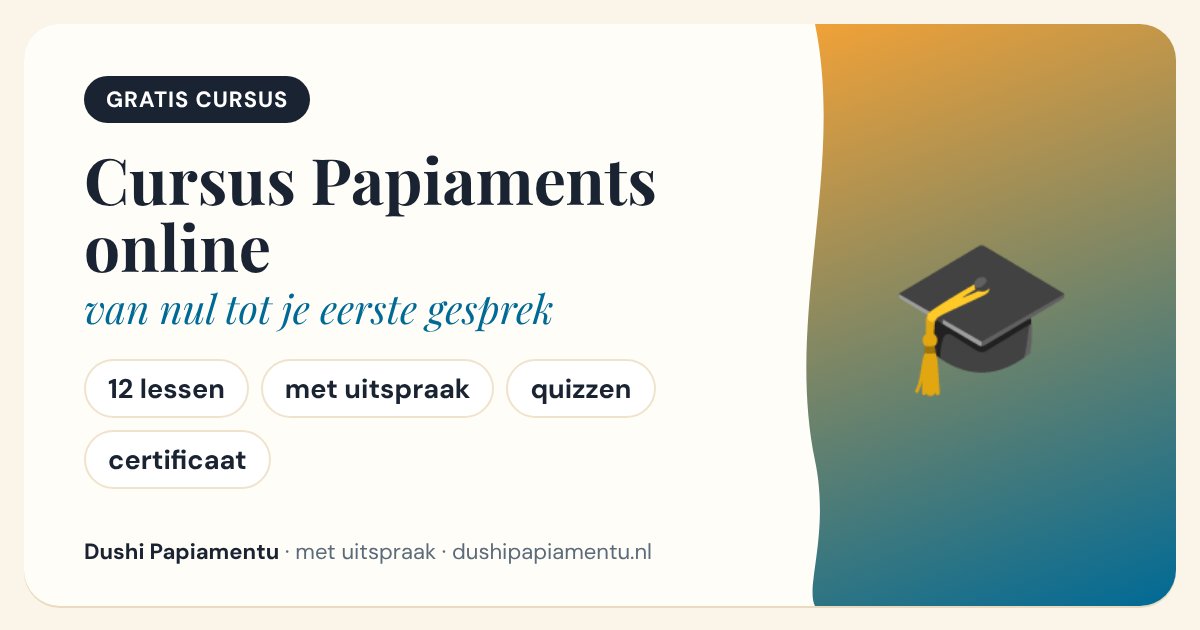 GRATIS CURSUS
Cursus Papiaments
online
van nul tot je eerste gesprek
12 lessen met uitspraak quizzen
certificaat
Dushi Papiamentu · met uitspraak · dushipapiamentu.nl